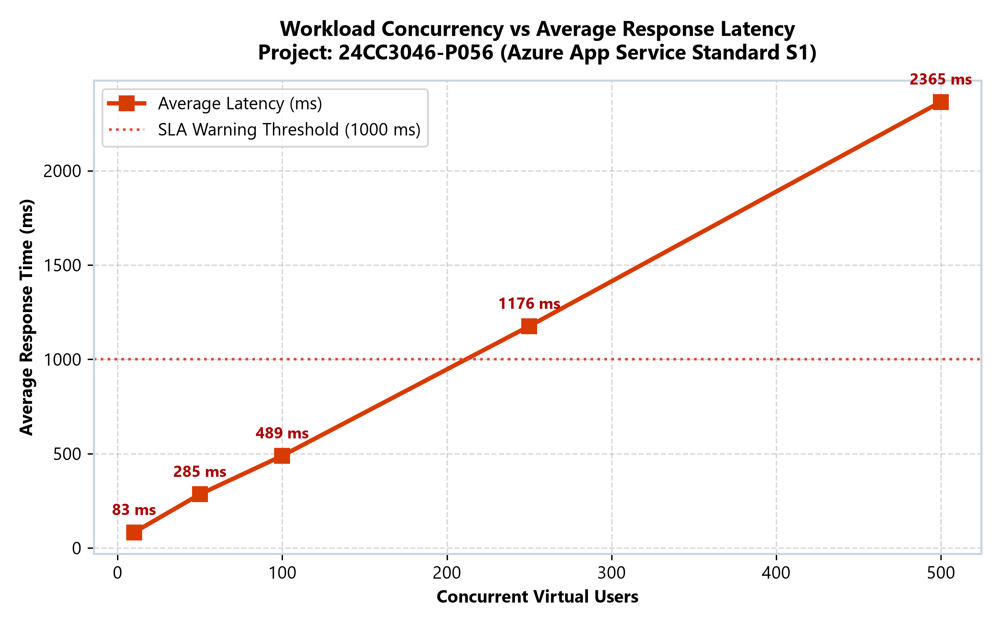 Workload Concurrency vs Average Response Latency
Project: 24CC3046-P056 (Azure App Service Standard S1)
2365 ms
Average Latency (ms)
SLA Warning Threshold (1000 ms)
2000
1500
1176 ms
1000
489 ms
500
285 ms
83 ms
0
Average Response Time (ms)
0 100 200 300 400 500
Concurrent Virtual Users